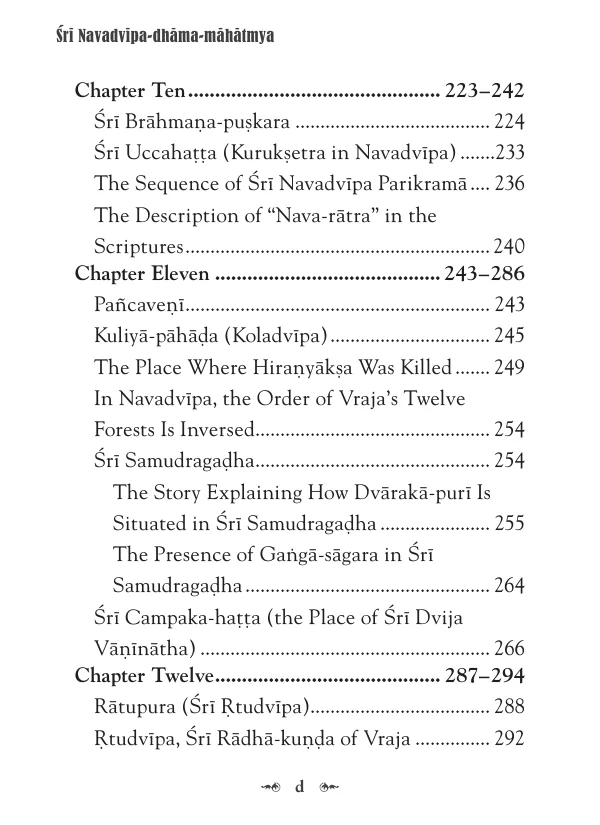 Śrī Navadvīpa-dhāma-māhātmya
Chapter Ten................................................ 223–242
Śrī Brāhmaṇa-puṣkara ....................................... 224
Śrī Uccahaṭṭa (Kurukṣetra in Navadvīpa) .......233
The Sequence of Śrī Navadvīpa Parikramā.... 236
The Description of “Nava-rātra” in the
Scriptures............................................................. 240
Chapter Eleven ........................................... 243–286
Pañcaveṇī............................................................. 243
Kuliyā-pāhāḍa (Koladvīpa)................................ 245
The Place Where Hiraṇyākṣa Was Killed....... 249
In Navadvīpa, the Order of Vraja’s Twelve
Forests Is Inversed............................................... 254
Śrī Samudragaḍha............................................... 254
The Story Explaining How Dvārakā-purī Is
Situated in Śrī Samudragaḍha ...................... 255
The Presence of Gaṅgā-sāgara in Śrī
Samudragaḍha................................................. 264
Śrī Campaka-haṭṭa (the Place of Śrī Dvija
Vāṇīnātha) .......................................................... 266
Chapter Twelve........................................... 287–294
Rātupura (Śrī Ṛtudvīpa).................................... 288
Ṛtudvīpa, Śrī Rādhā-kuṇḍa of Vraja ............... 292
d